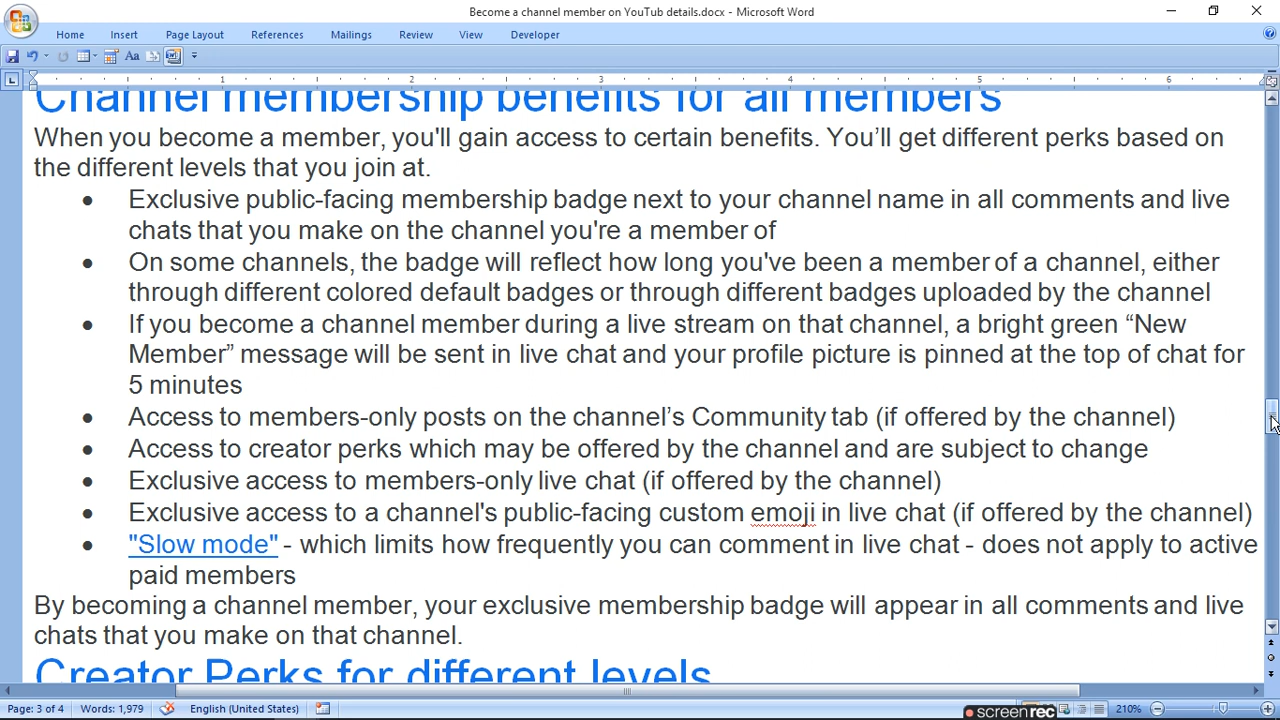 Become a channel member on YouTub details.docx - Microsoft Word
Home Insert Page Layout References Mailings Review View Developer
Aa
1 2 3 4 5 6
Channel membership benefits for all members
When you become a member, you'll gain access to certain benefits. You’ll get different perks based on
the different levels that you join at.
• Exclusive public-facing membership badge next to your channel name in all comments and live
chats that you make on the channel you're a member of
• On some channels, the badge will reflect how long you've been a member of a channel, either
through different colored default badges or through different badges uploaded by the channel
• If you become a channel member during a live stream on that channel, a bright green “New
Member” message will be sent in live chat and your profile picture is pinned at the top of chat for
5 minutes
• Access to members-only posts on the channel’s Community tab (if offered by the channel)
• Access to creator perks which may be offered by the channel and are subject to change
• Exclusive access to members-only live chat (if offered by the channel)
• Exclusive access to a channel's public-facing custom emoji in live chat (if offered by the channel)
• "Slow mode" - which limits how frequently you can comment in live chat - does not apply to active
paid members
By becoming a channel member, your exclusive membership badge will appear in all comments and live
chats that you make on that channel.
Creator Perks for different levels
Page: 3 of 4 Words: 1,979 English (United States) screenrec 210%